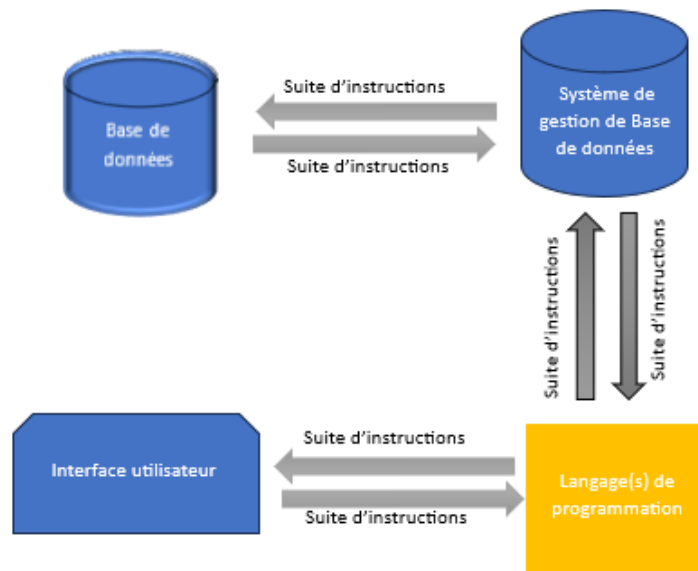 Suite d'instructions
Base de
données
Suite d'instructions
Système de
gestion de Base
de données
Suite d'instructions
Suite d'instructions
Interface utilisateur
Suite d'instructions
Suite d'instructions
Langage(s) de
programmation